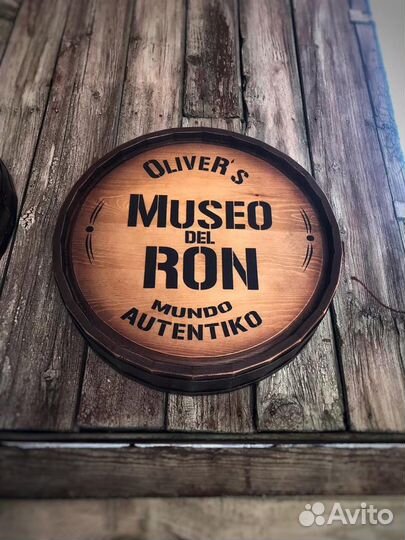 OLIVER'S
MUSEO
DEL
RON
MUNDO
AUTENTIKO
Avito